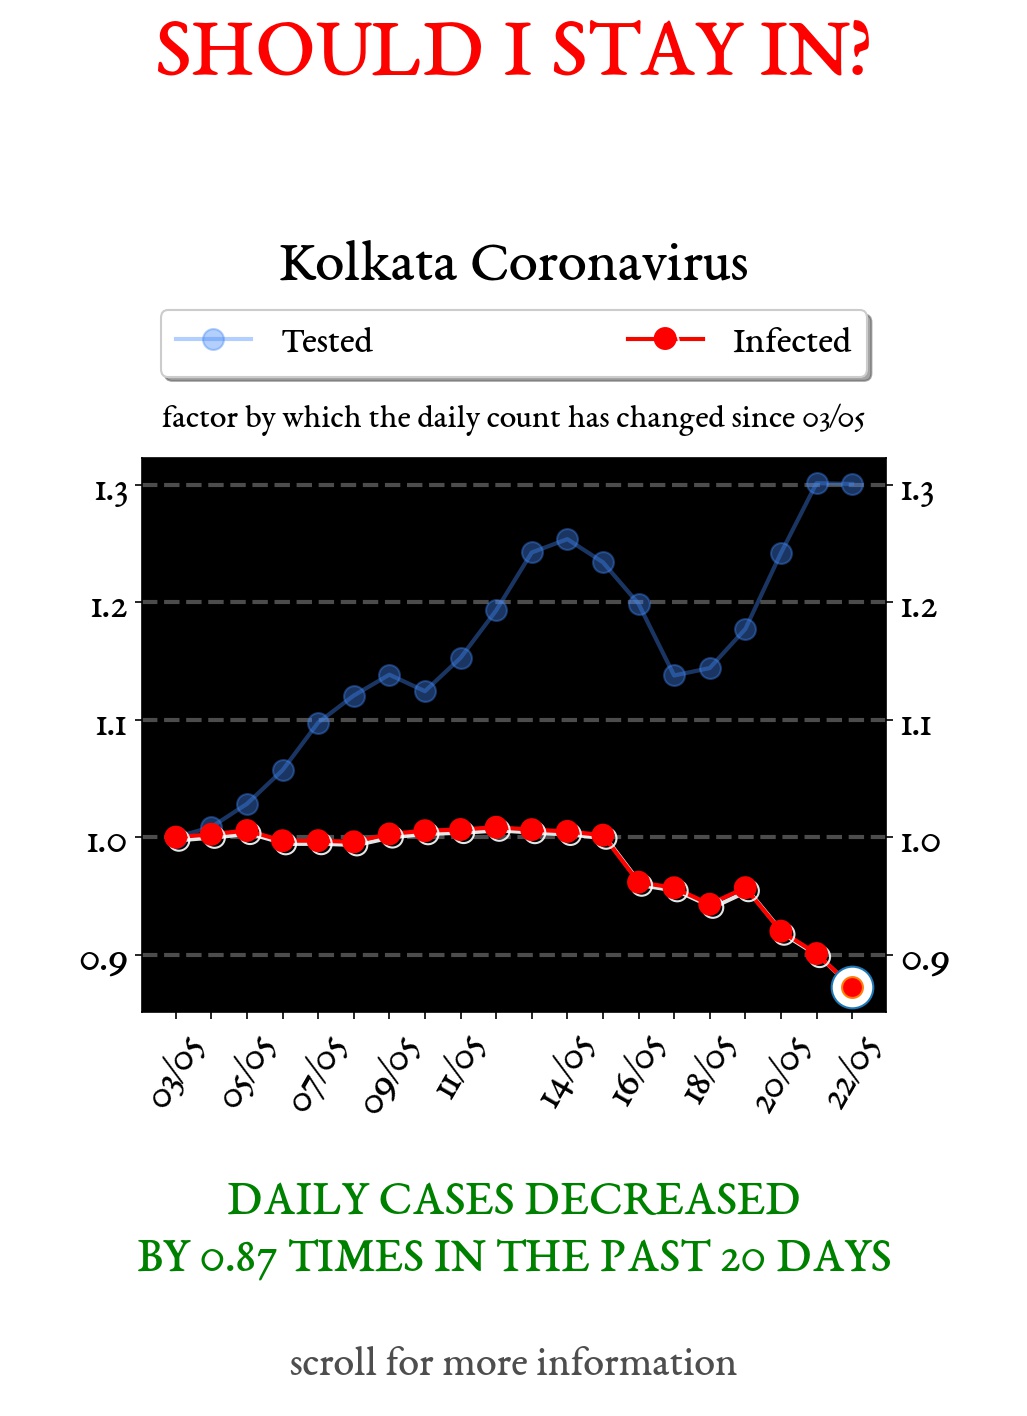 SHOULD I STAY IN?
Kolkata Coronavirus
Tested Infected
factor by which the daily count has changed since 03/05
1.3 1.3
1.2 1.2
1.1 1.1
1.0 1.0
0.9 0.9
03/05 05/05 07/05 09/05 11/05 14/05 16/05 18/05 20/05 22/05
DAILY CASES DECREASED
BY 0.87 TIMES IN THE PAST 20 DAYS
scroll for more information